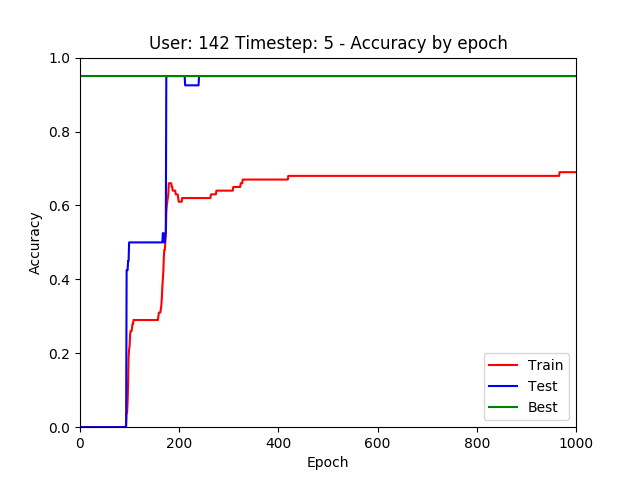 User: 142 Timestep: 5 - Accuracy by epoch
1.0
0.8
0.6
0.4
0.2
0.0
Accuracy
0 200 400 600 800 1000
Epoch
Train
Test
Best